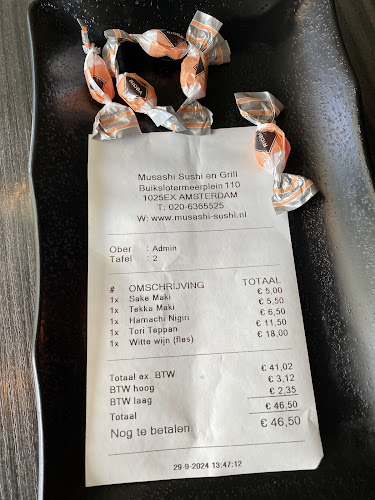 Musashi Sushi en Grill
Buikslotermeerplein 110
1025EX AMSTERDAM
T: 020-6365525
W: www.musashi-sushi.nl
Ober : Admin
Tafel : 2
# OMSCHRIJVING TOTAAL
1x Sake Maki € 5,00
1x Tekka Maki € 5,50
1x Hamachi Nigiri € 6,50
1x Tori Teppan € 11,50
1x Witte wijn (fles) € 18,00
Totaal ex. BTW € 41,02
BTW hoog € 3,12
BTW laag € 2,35
Totaal € 46,50
Nog te betalen € 46,50
29-9-2024 13:47:12